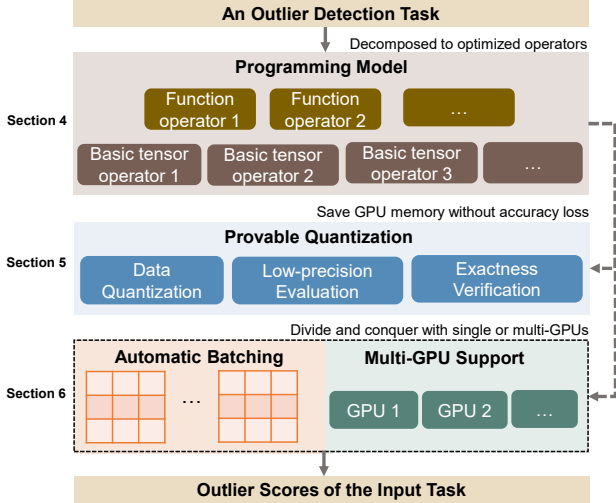 An Outlier Detection Task
Decomposed to optimized operators
Programming Model
Section 4
Function
operator 1
Function
operator 2
...
Basic tensor
operator 1
Basic tensor
operator 2
Basic tensor
operator 3
...
Save GPU memory without accuracy loss
Provable Quantization
Section 5
Data
Quantization
Low-precision
Evaluation
Exactness
Verification
Divide and conquer with single or multi-GPUs
Automatic Batching
Multi-GPU Support
Section 6
...
GPU 1
GPU 2
...
Outlier Scores of the Input Task